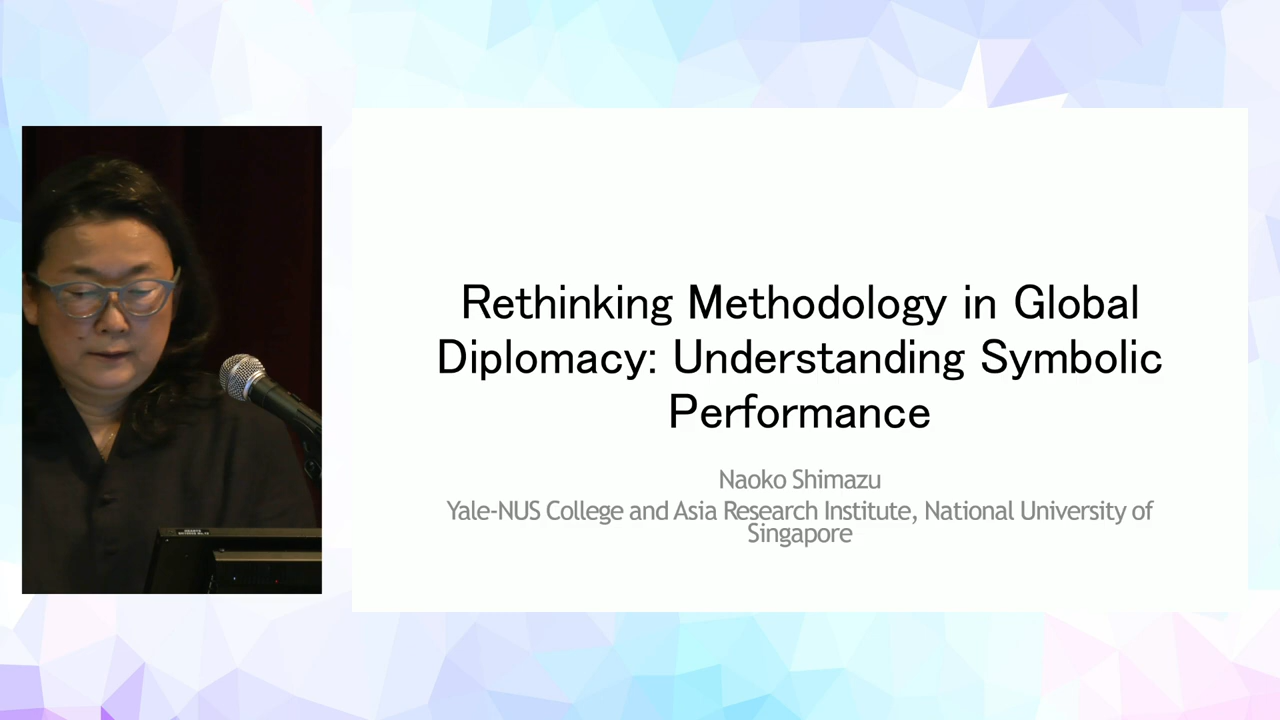 Rethinking Methodology in Global
Diplomacy: Understanding Symbolic
Performance
Naoko Shimazu
Yale-NUS College and Asia Research Institute, National University of
Singapore